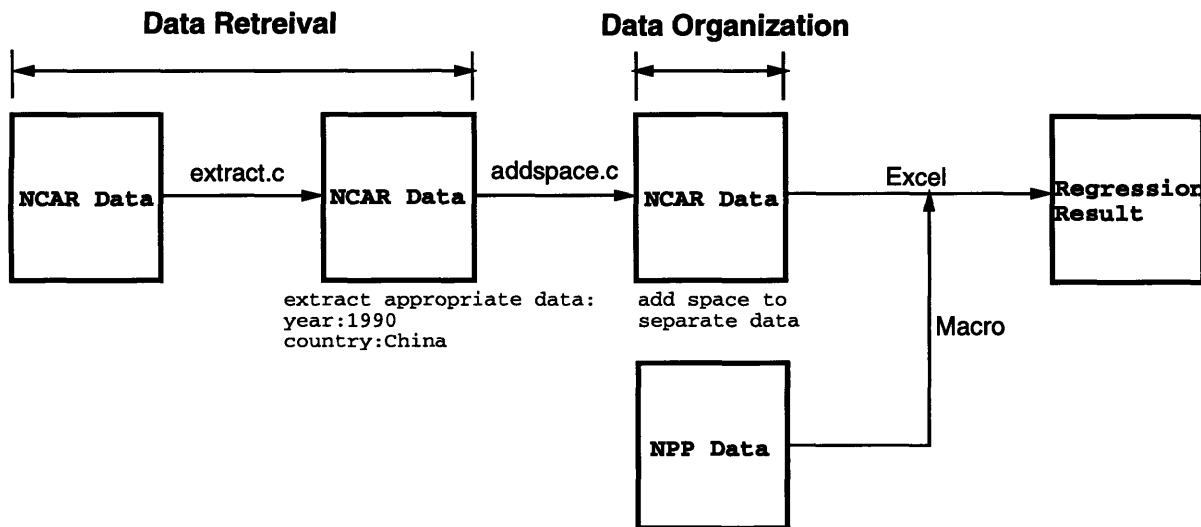 Data Retreival
Data Organization
NCAR Data
extract.c
NCAR Data
addspace.c
NCAR Data
Excel
Regression
Result
extract appropriate data:
year:1990
country:China
add space to
separate data
Macro
NPP Data